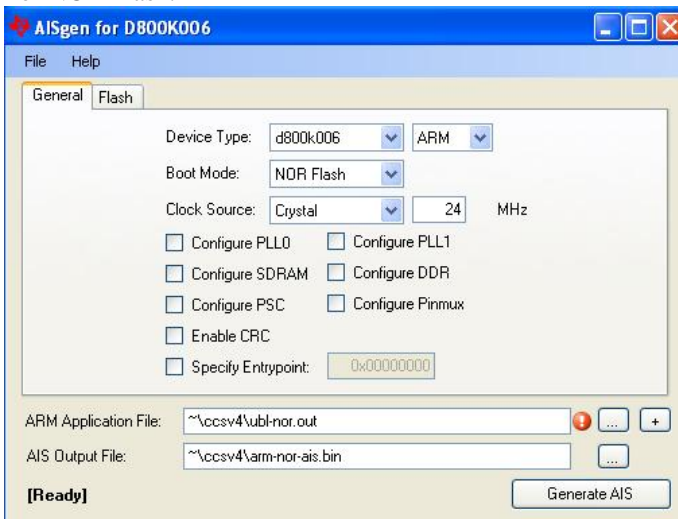 AISgen for D800K006
File Help
General Flash
Device Type: d800k006 ARM
Boot Mode: NOR Flash
Clock Source: Crystal 24 MHz
Configure PLL0 Configure PLL1
Configure SDRAM Configure DDR
Configure PSC Configure Pinmux
Enable CRC
Specify Entrypoint: 0x00000000
ARM Application File: ~\ccsv4\ubl-nor.out ... +
AIS Output File: ~\ccsv4\arm-nor-ais.bin ...
[Ready] Generate AIS